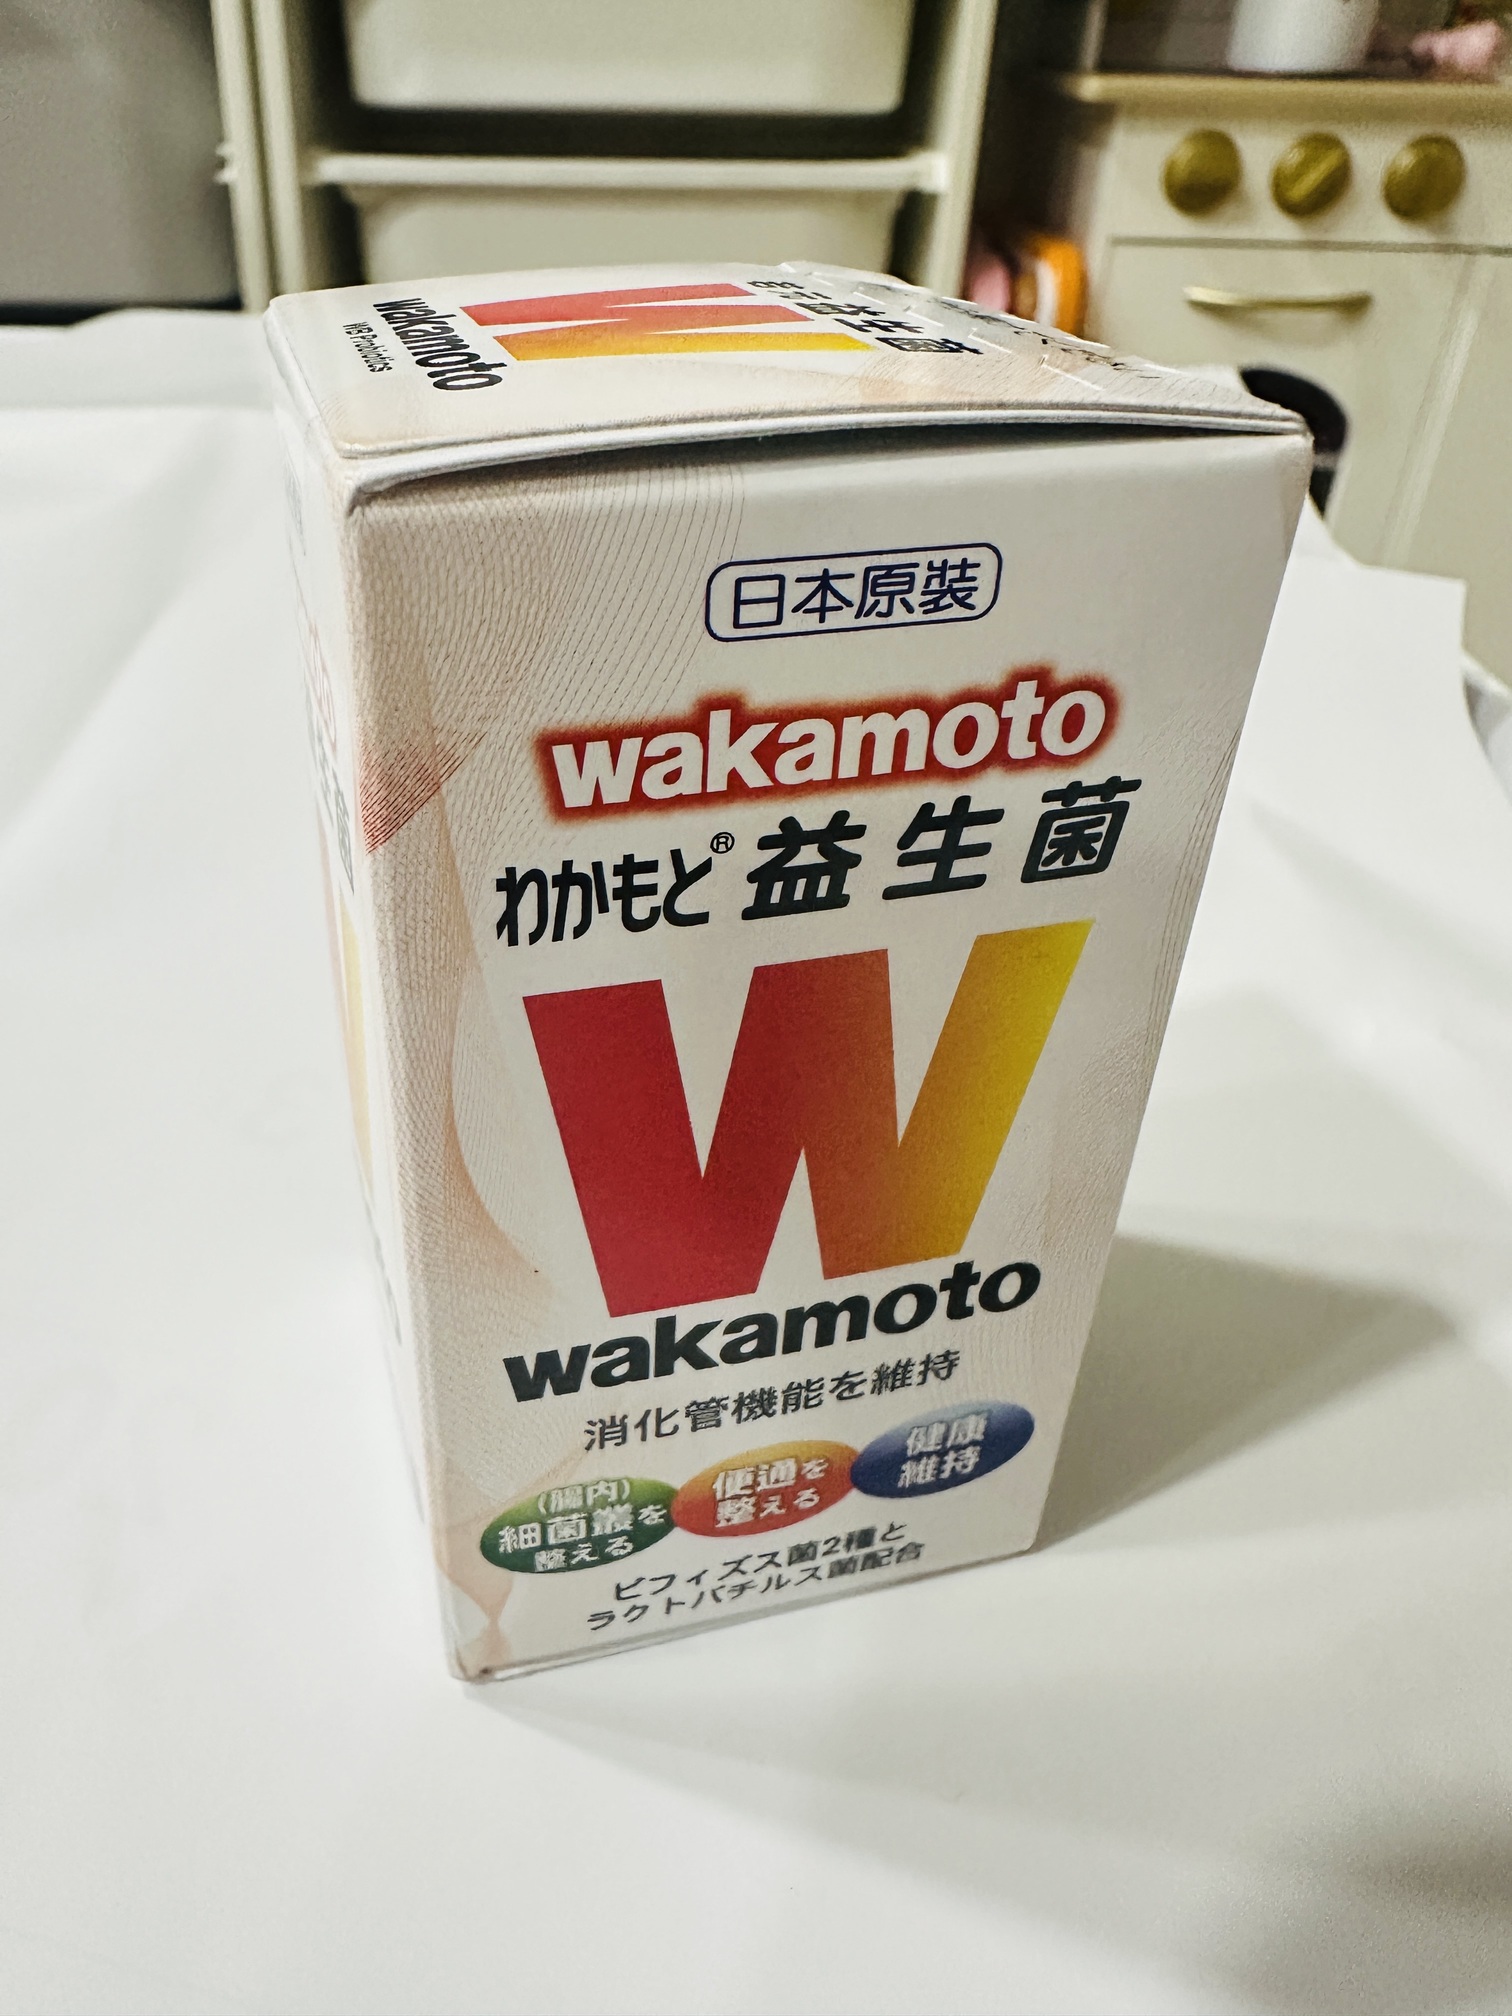 wakamoto
WB Probiotics
日本原裝
wakamoto
わかもと® 益生菌
W
wakamoto
消化管機能を維持
(腸内)
細菌叢を
整える
便通を
整える
健康
維持
ビフィズス菌2種と
ラクトバチルス菌配合